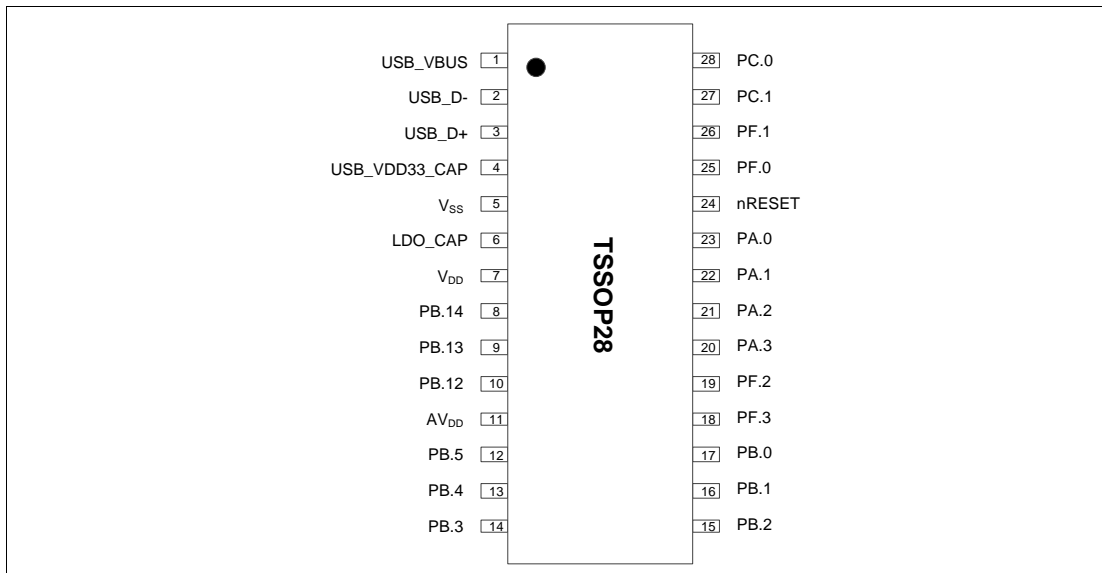 USB_VBUS 1 28 PC.0
USB_D- 2 27 PC.1
USB_D+ 3 26 PF.1
USB_VDD33_CAP 4 25 PF.0
VSS 5 24 nRESET
LDO_CAP 6 23 PA.0
VDD 7 22 PA.1
PB.14 8 21 PA.2
PB.13 9 20 PA.3
PB.12 10 19 PF.2
AVDD 11 18 PF.3
PB.5 12 17 PB.0
PB.4 13 16 PB.1
PB.3 14 15 PB.2
TSSOP28